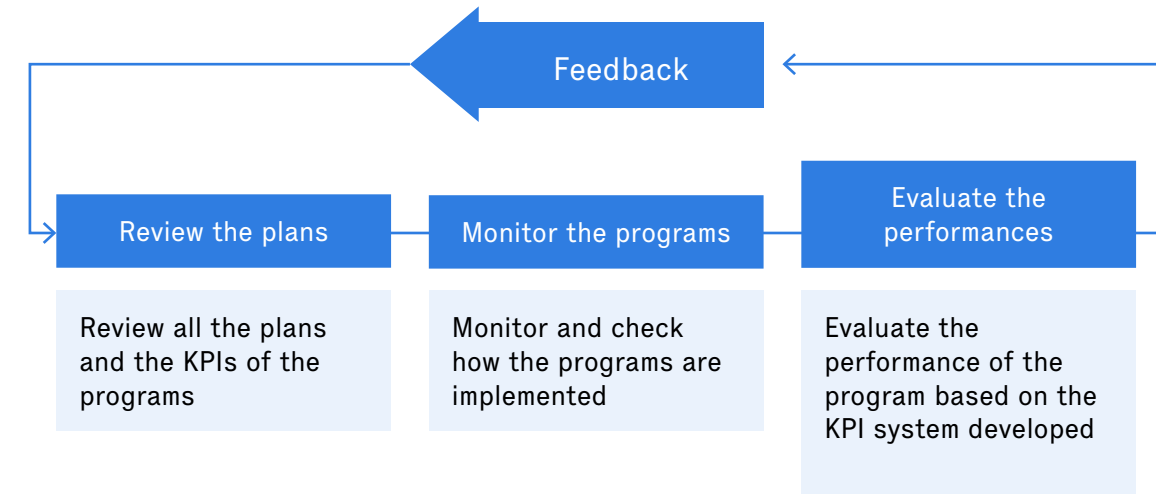 Feedback
Review the plans
Monitor the programs
Evaluate the
performances
Review all the plans
and the KPIs of the
programs
Monitor and check
how the programs are
implemented
Evaluate the
performance of the
program based on the
KPI system developed